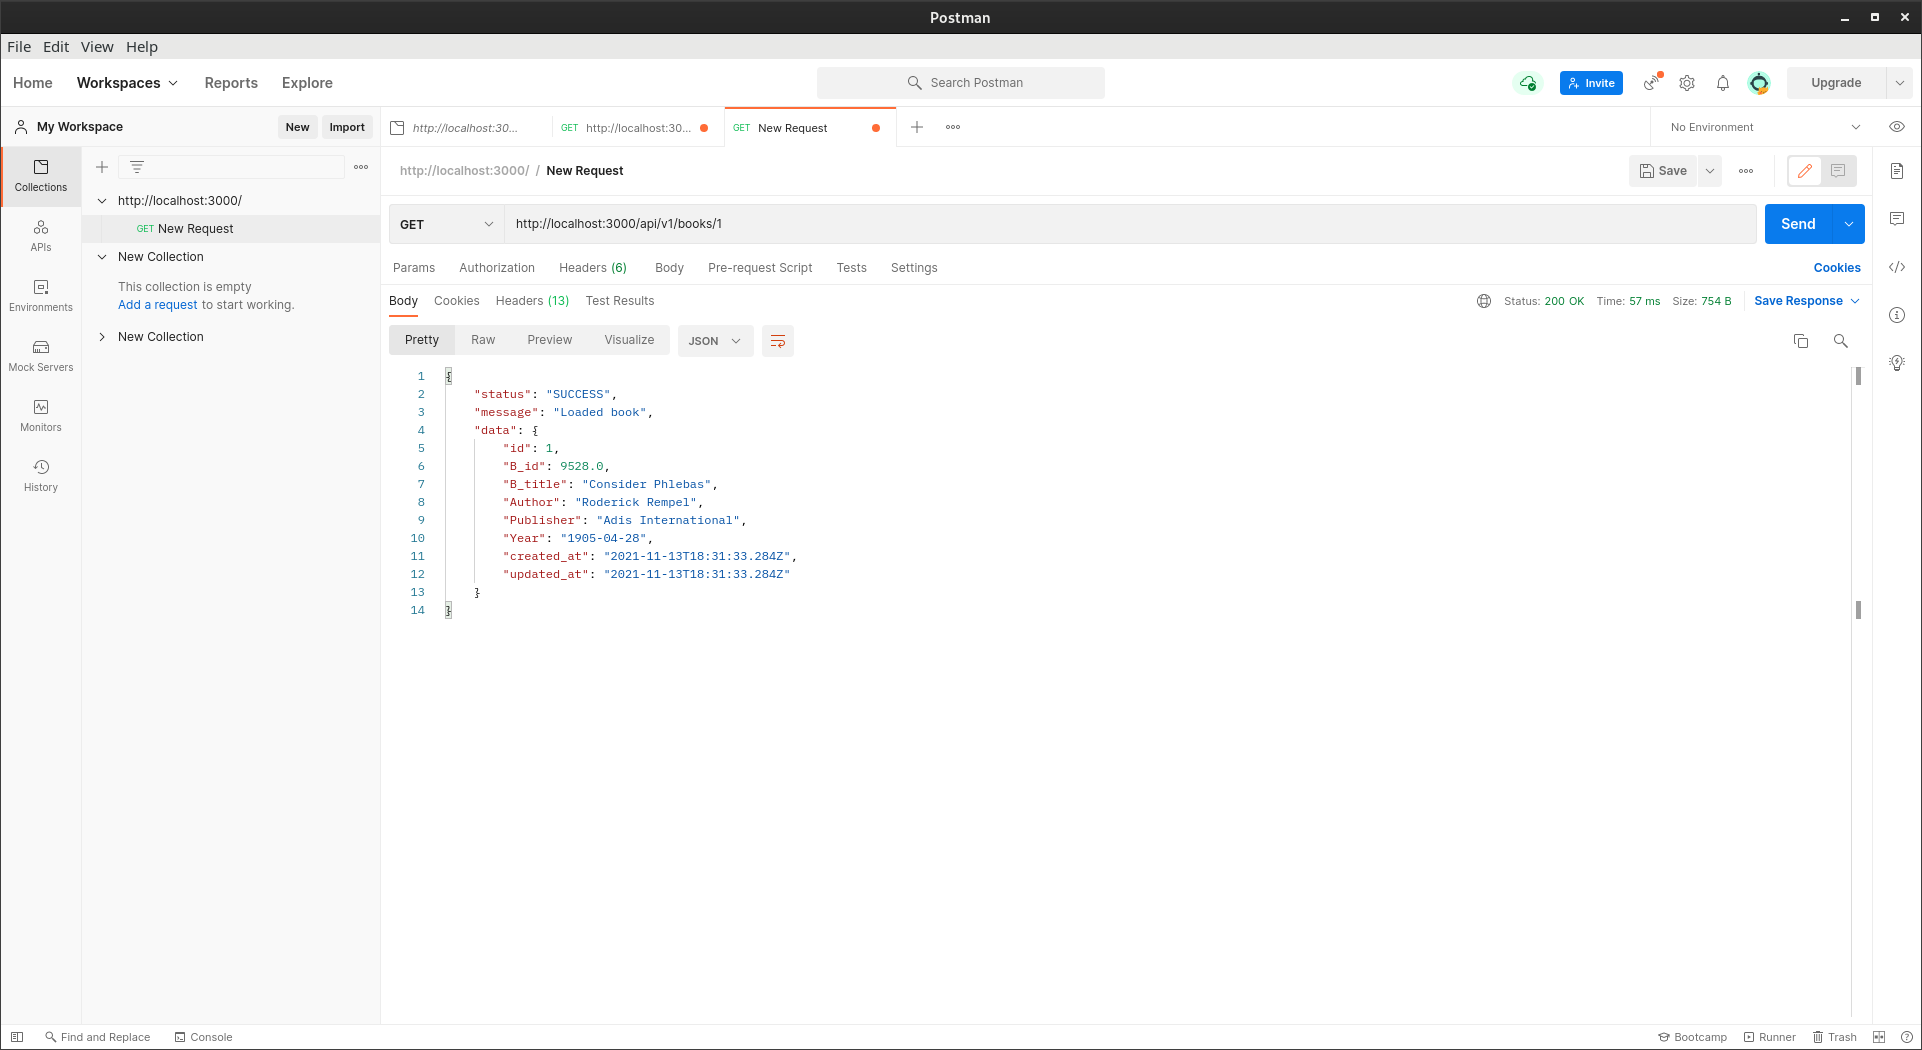 Postman
File Edit View Help
Home Workspaces Reports Explore
Search Postman
Invite
Upgrade
My Workspace
New Import
http://localhost:30...
GET http://localhost:30...
GET New Request
No Environment
Collections
APIs
Environments
Mock Servers
Monitors
History
http://localhost:3000/
GET New Request
New Collection
This collection is empty
Add a request to start working.
New Collection
http://localhost:3000/ / New Request
Save
GET http://localhost:3000/api/v1/books/1
Send
Params Authorization Headers (6) Body Pre-request Script Tests Settings
Cookies
Body Cookies Headers (13) Test Results
Status: 200 OK Time: 57 ms Size: 754 B
Save Response
Pretty Raw Preview Visualize JSON
1 {
2 "status": "SUCCESS",
3 "message": "Loaded book",
4 "data": {
5 "id": 1,
6 "B_id": 9528.0,
7 "B_title": "Consider Phlebas",
8 "Author": "Roderick Rempel",
9 "Publisher": "Adis International",
10 "Year": "1905-04-28",
11 "created_at": "2021-11-13T18:31:33.284Z",
12 "updated_at": "2021-11-13T18:31:33.284Z"
13 }
14 }
Find and Replace Console
Bootcamp Runner Trash